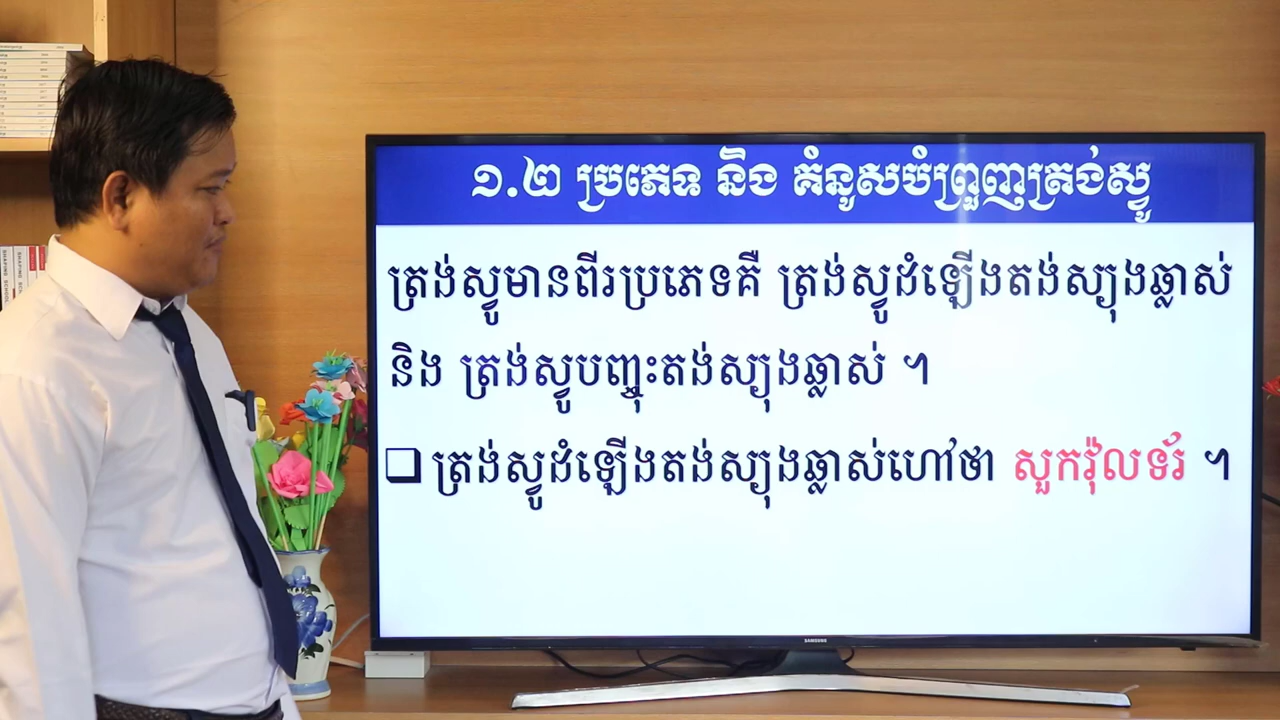 ១.២ ប្រភេទ និង គំនូសបំព្រួញត្រង់ស្វូ
ត្រង់ស្វូមានពីរប្រភេទគឺ ត្រង់ស្វូដំឡើងតង់ស្យុងឆ្លាស់
និង ត្រង់ស្វូបញ្ចុះតង់ស្យុងឆ្លាស់ ។
ត្រង់ស្វូដំឡើងតង់ស្យុងឆ្លាស់ហៅថា សួកវ៉ុលទ័រ ។
SAMSUNG